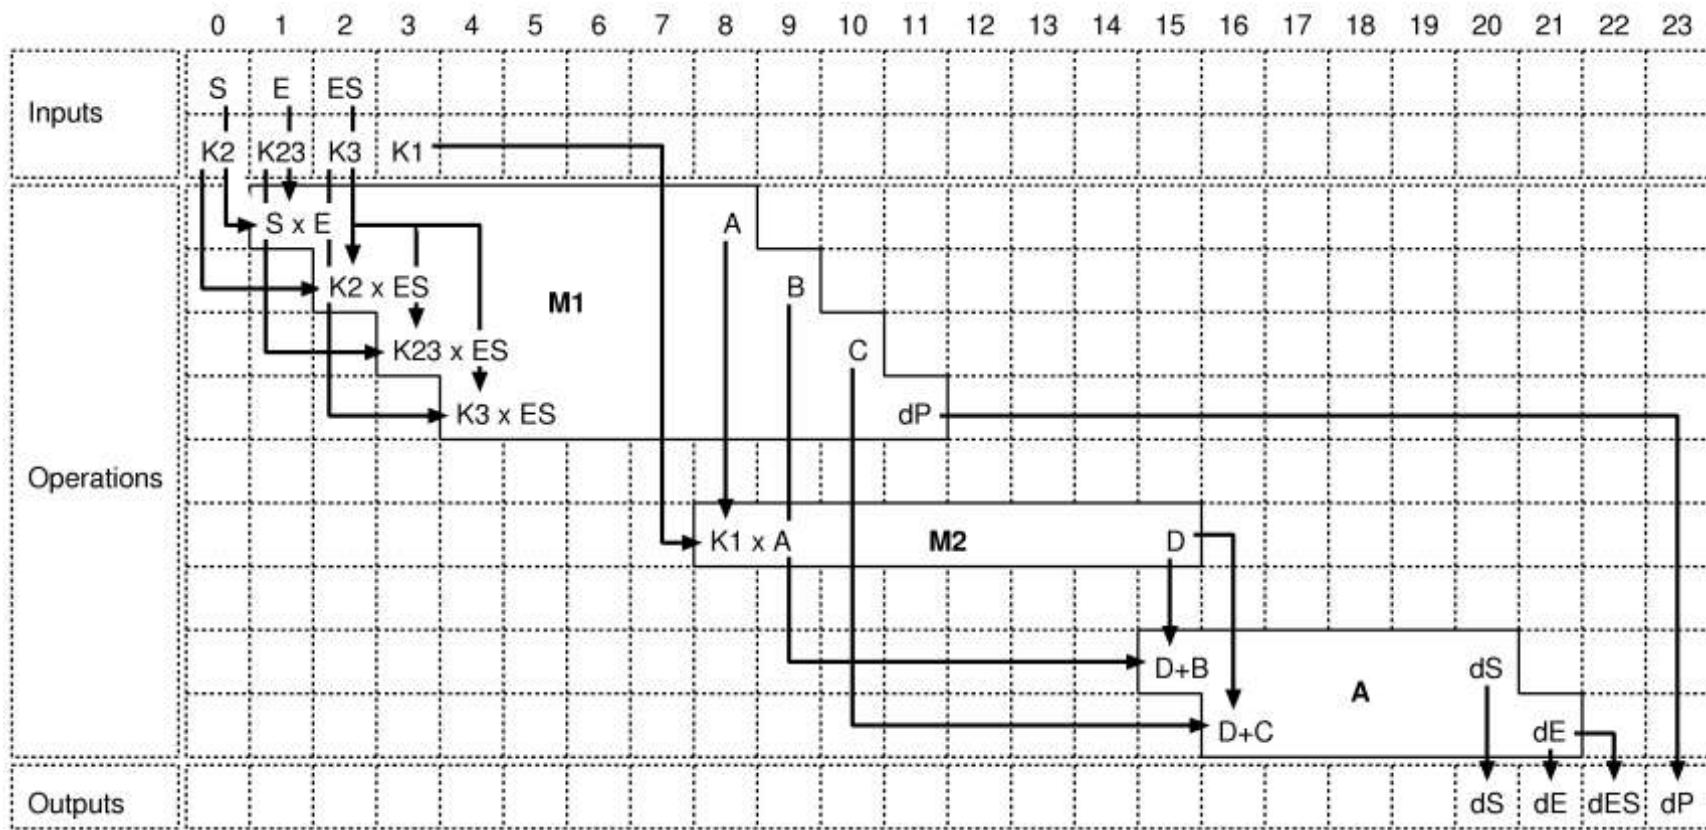 0 1 2 3 4 5 6 7 8 9 10 11 12 13 14 15 16 17 18 19 20 21 22 23
S E ES
Inputs
K2 K23 K3 K1
S x E A
K2 x ES M1 B
K23 x ES C
K3 x ES dP
Operations
K1 x A M2 D
D+B dS
A
D+C dE
Outputs dS dE dES dP